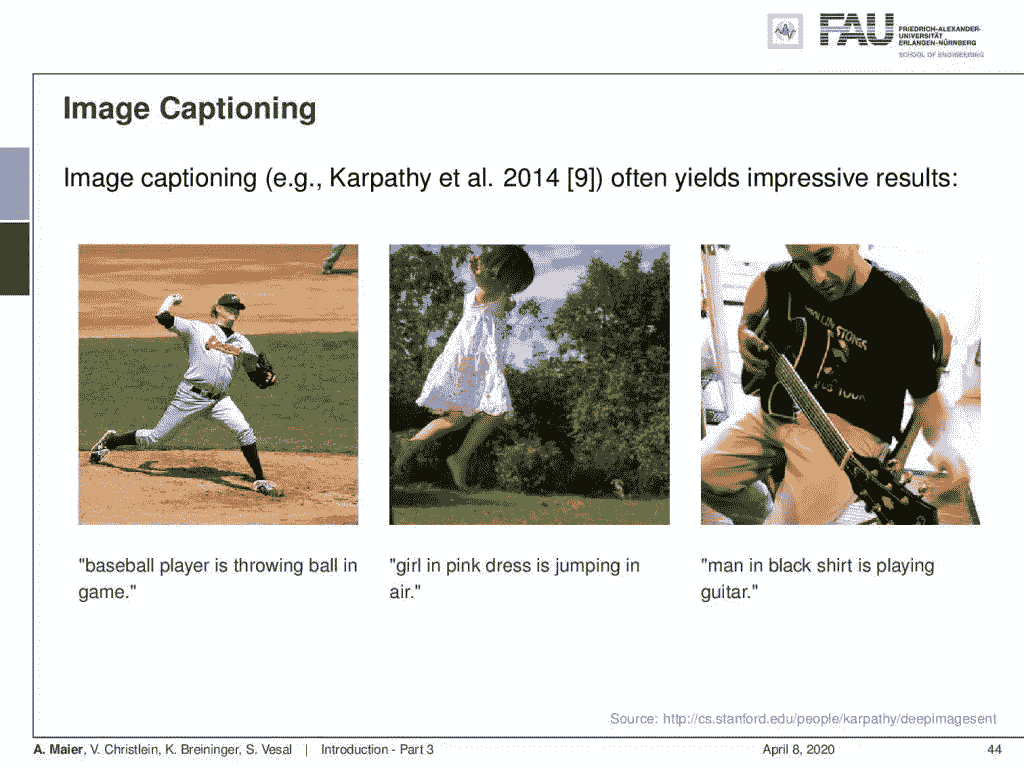 FAU
FRIEDRICH-ALEXANDER-
UNIVERSITÄT
ERLANGEN-NÜRNBERG
SCHOOL OF ENGINEERING
Image Captioning
Image captioning (e.g., Karpathy et al. 2014 [9]) often yields impressive results:
"baseball player is throwing ball in
game."
"girl in pink dress is jumping in
air."
"man in black shirt is playing
guitar."
Source: http://cs.stanford.edu/people/karpathy/deepimagesent
A. Maier, V. Christlein, K. Breininger, S. Vesal | Introduction - Part 3 April 8, 2020 44